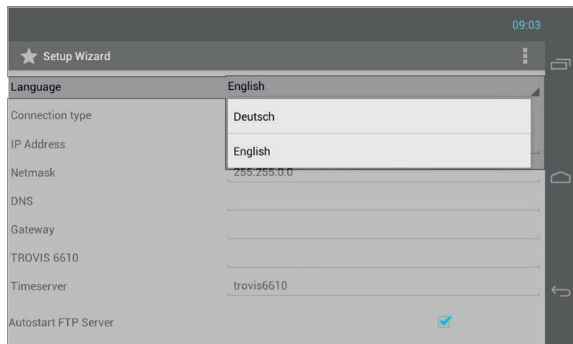 09:03
Setup Wizard
Language English
Connection type
Deutsch
IP Address
English
Netmask 255.255.0.0
DNS
Gateway
TROVIS 6610
Timeserver trovis6610
Autostart FTP Server